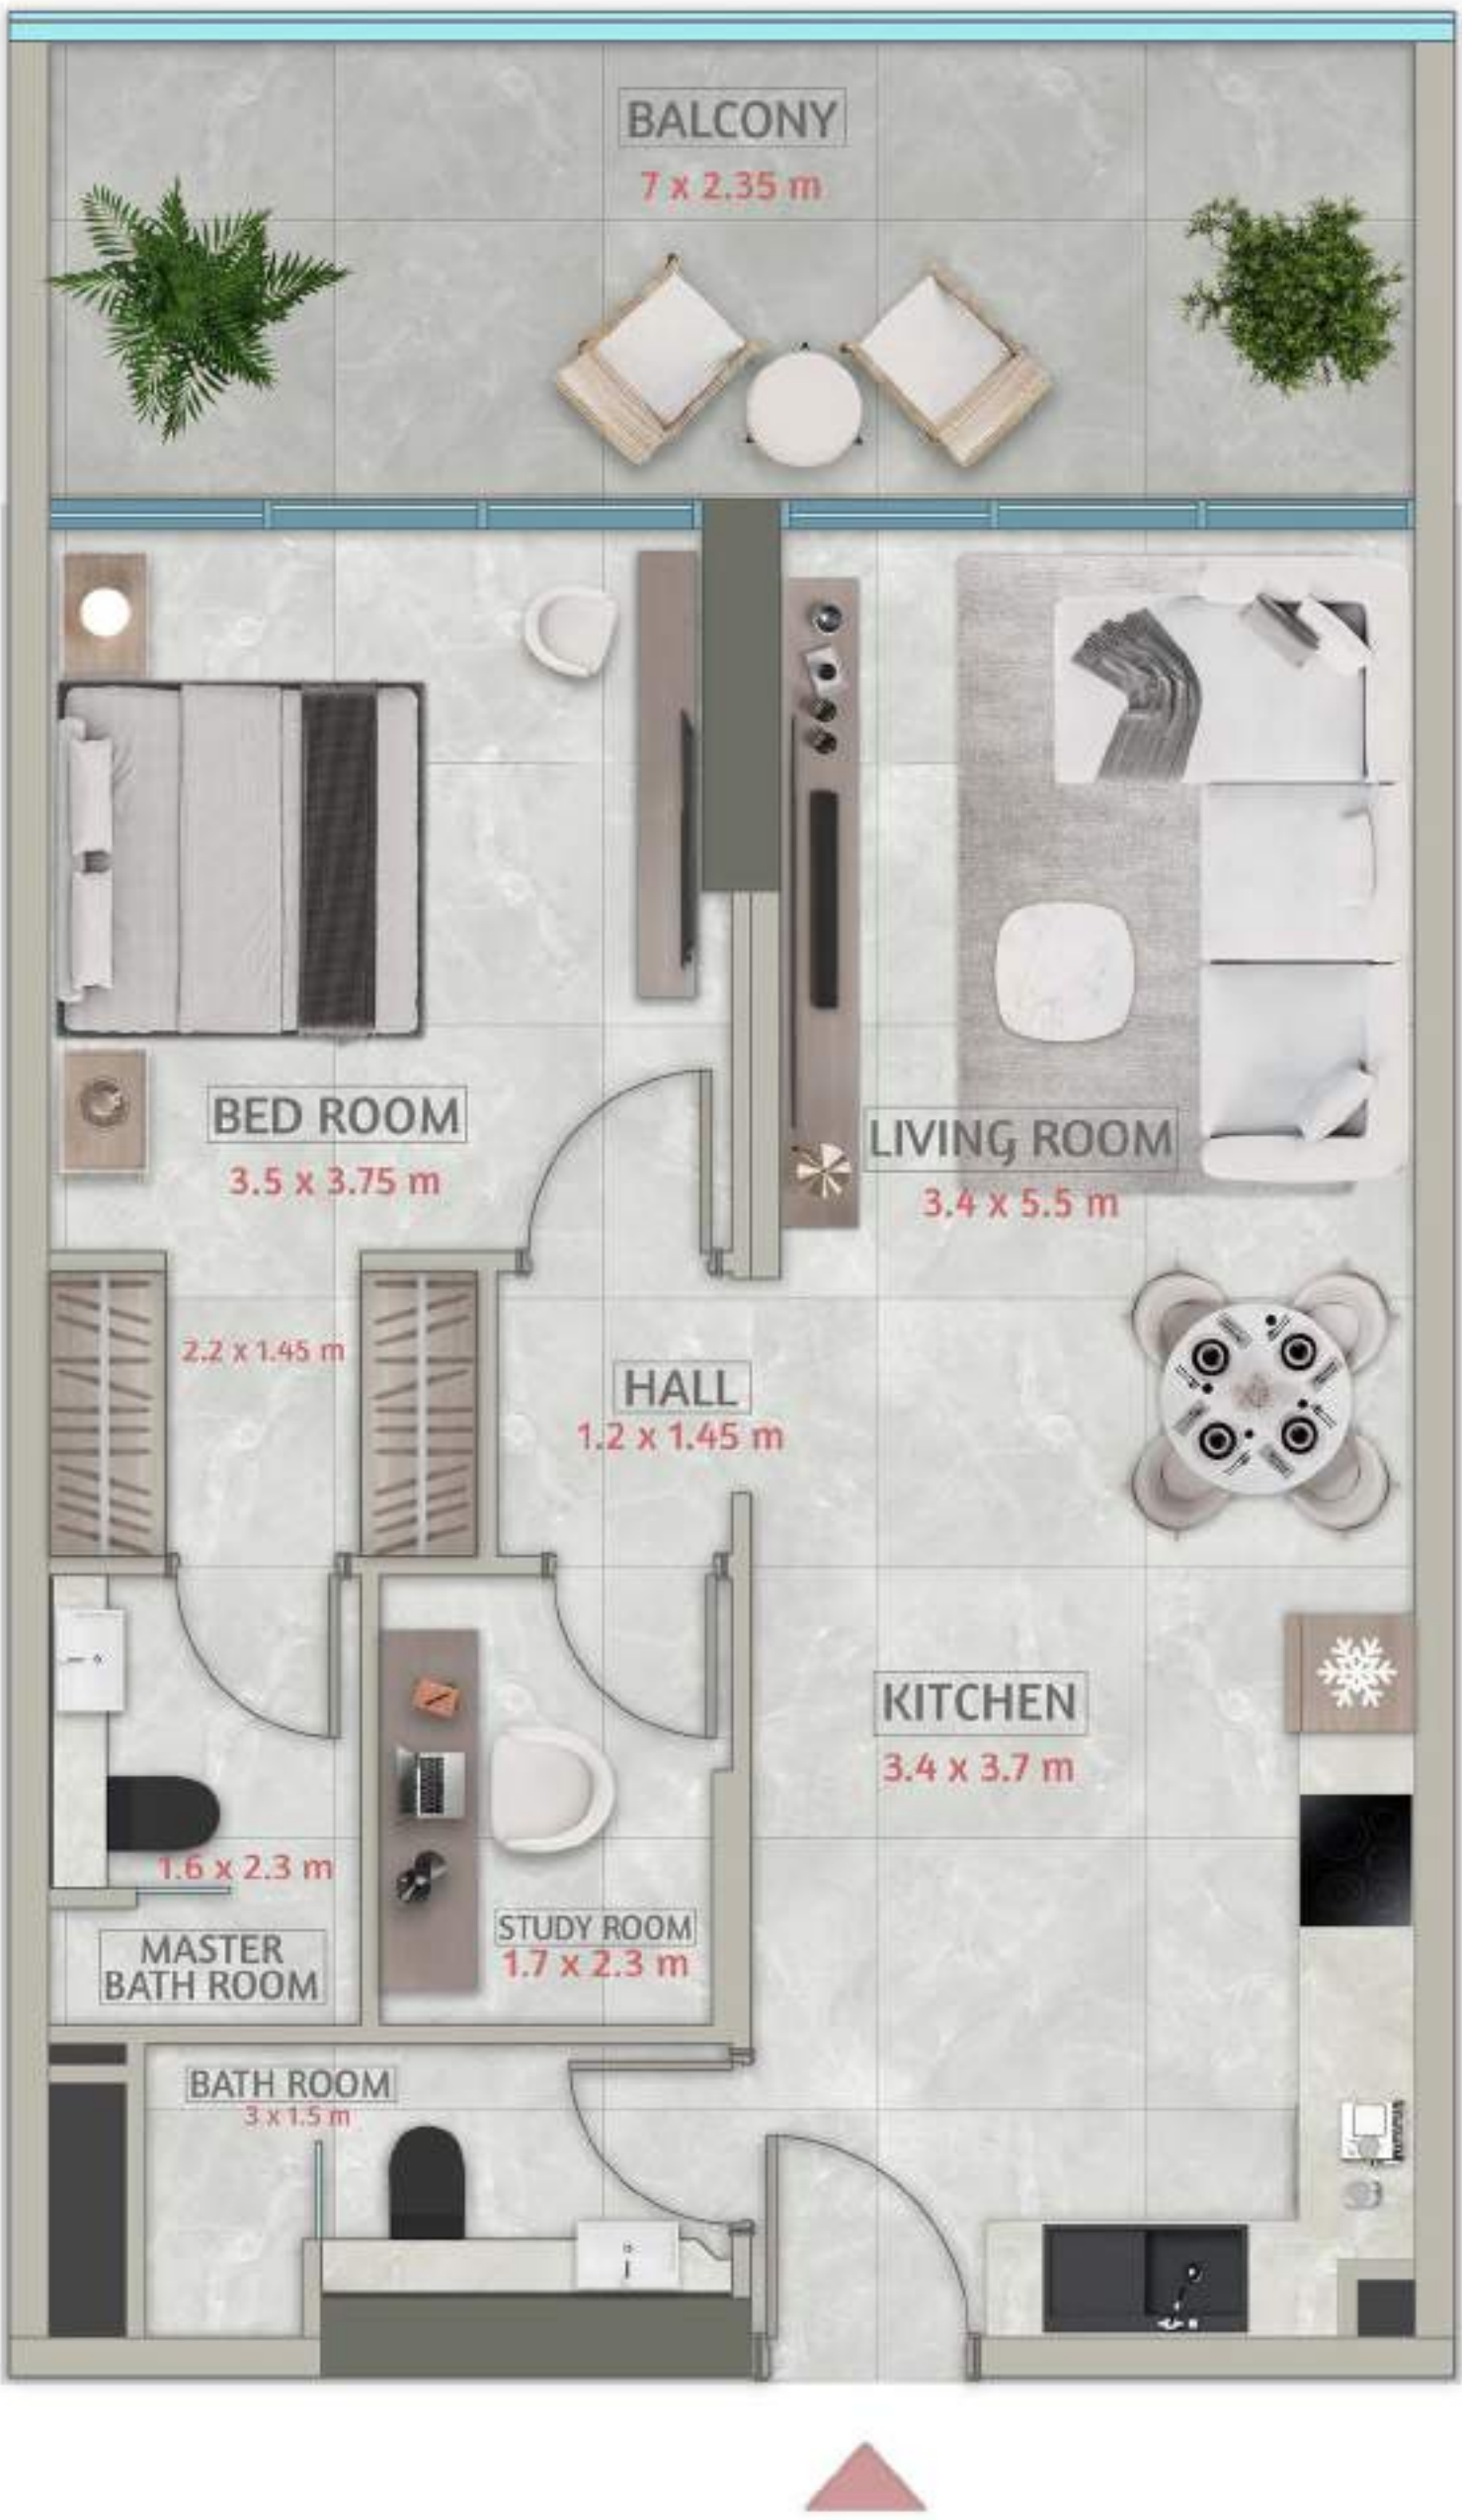 BALCONY
7 x 2.35 m
BED ROOM
3.5 x 3.75 m
LIVING ROOM
3.4 x 5.5 m
2.2 x 1.45 m
HALL
1.2 x 1.45 m
KITCHEN
3.4 x 3.7 m
1.6 x 2.3 m
MASTER
BATH ROOM
STUDY ROOM
1.7 x 2.3 m
BATH ROOM
3 x 1.5 m